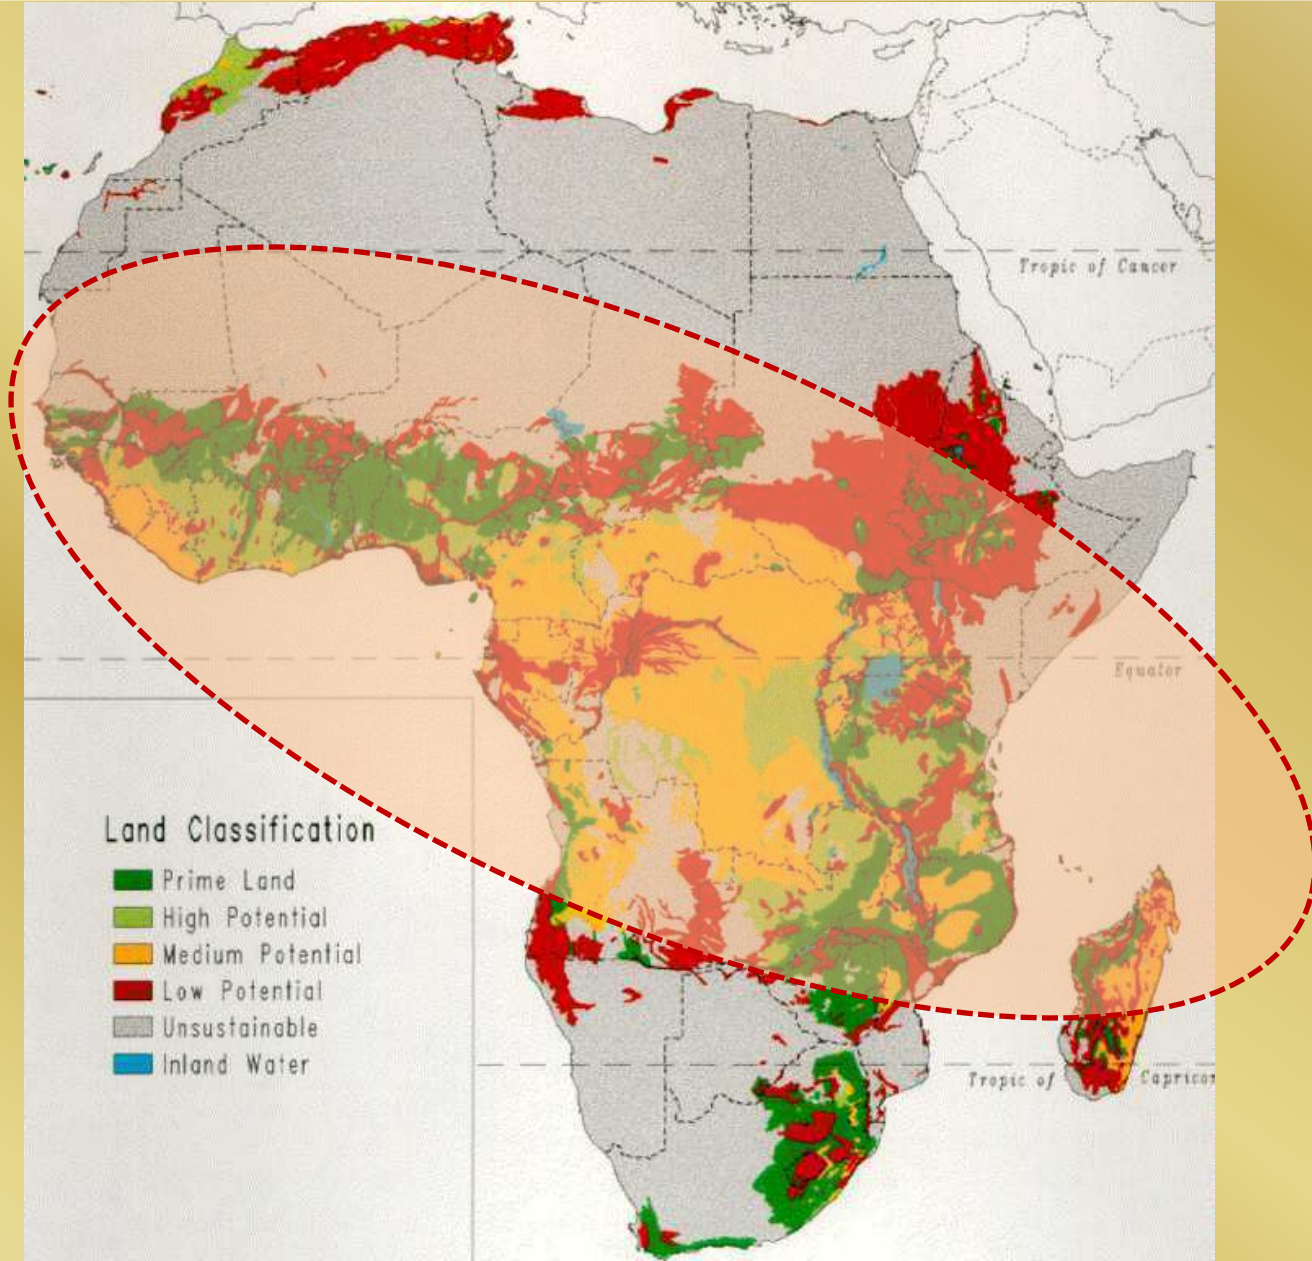 Tropic of Cancer
Equator
Land Classification
Prime Land
High Potential
Medium Potential
Low Potential
Unsustainable
Inland Water
Tropic of Capricor